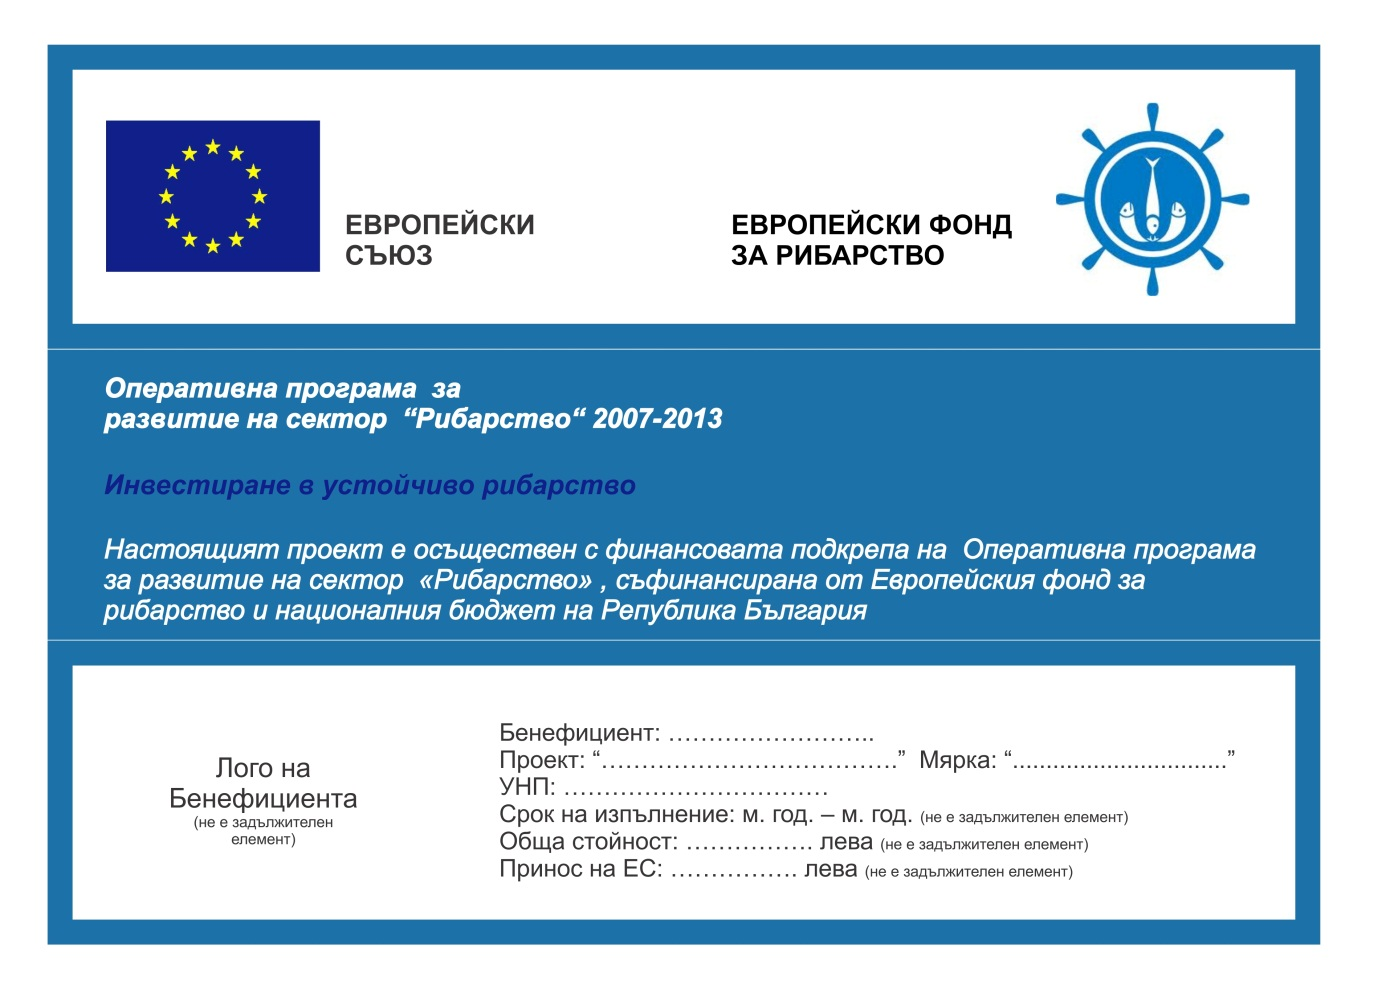 ЕВРОПЕЙСКИ
СЪЮЗ
ЕВРОПЕЙСКИ ФОНД
ЗА РИБАРСТВО
Оперативна програма  за
развитие на сектор  “Рибарство“ 2007-2013
Инвестиране в устойчиво рибарство
Настоящият проект е осъществен с финансовата подкрепа на  Оперативна програма
за развитие на сектор  «Рибарство» , съфинансирана от Европейския фонд за
рибарство и националния бюджет на Република България
Лого на
Бенефициента
(не е задължителен
елемент)
Бенефициент: ……………………..
Проект: “……………………………….”  Мярка: “................................”
УНП: ……………………………
Срок на изпълнение: м. год. – м. год. (не е задължителен елемент)
Обща стойност: ……………. лева (не е задължителен елемент)
Принос на ЕС: ……………. лева (не е задължителен елемент)